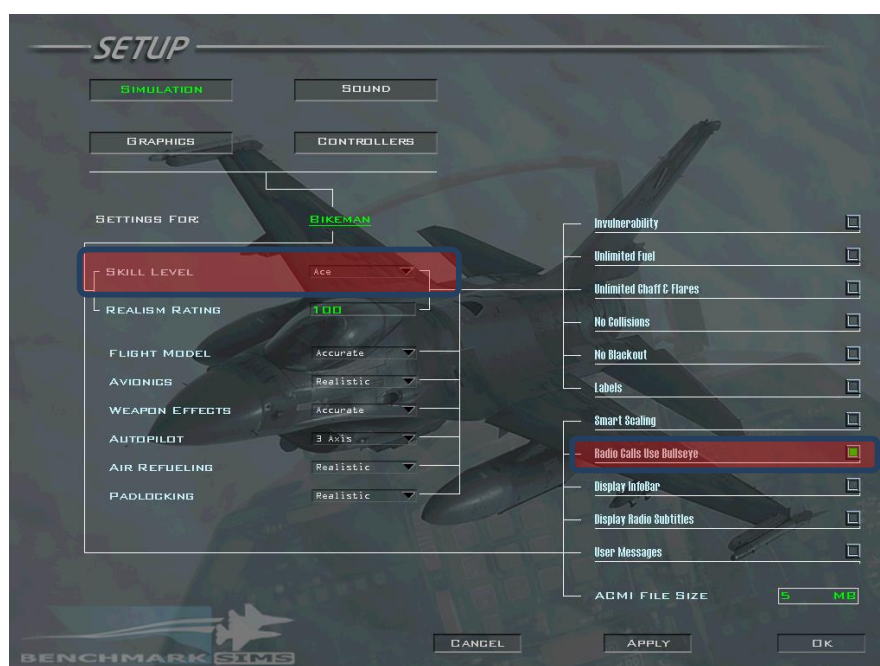 SETUP
SIMULATION
SOUND
GRAPHICS
CONTROLLERS
SETTINGS FOR:
BIKEMAN
SKILL LEVEL
Ace
REALISM RATING
100
FLIGHT MODEL
Accurate
AVIONICS
Realistic
WEAPON EFFECTS
Accurate
AUTOPILOT
3 Axis
AIR REFUELING
Realistic
PADLOCKING
Realistic
Invulnerability
Unlimited Fuel
Unlimited Chaff & Flares
No Collisions
No Blackout
Labels
Smart Scaling
Radio Calls Use Bullseye
Display InfoBar
Display Radio Subtitles
User Messages
ACMI FILE SIZE
5 MB
BENCHMARK SIMS
CANCEL
APPLY
OK